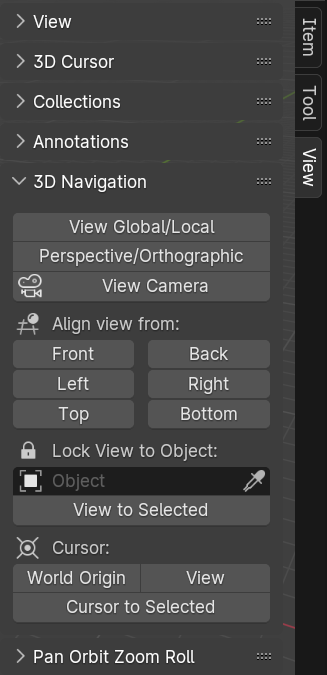 View
3D Cursor
Collections
Annotations
3D Navigation
View Global/Local
Perspective/Orthographic
View Camera
Align view from:
Front Back
Left Right
Top Bottom
Lock View to Object:
Object
View to Selected
Cursor:
World Origin View
Cursor to Selected
Pan Orbit Zoom Roll
Item
Tool
View